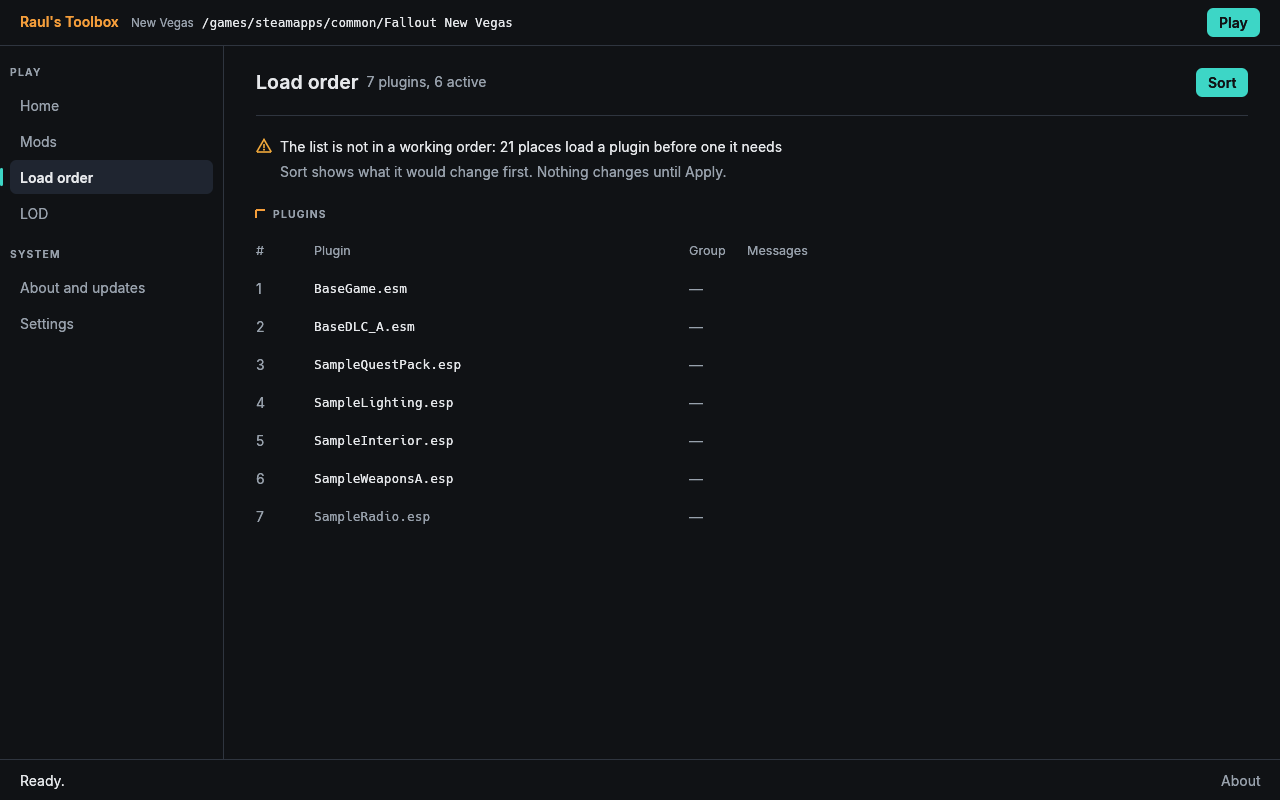 Raul's Toolbox New Vegas /games/steamapps/common/Fallout New Vegas Play
PLAY
Home
Mods
Load order
LOD
SYSTEM
About and updates
Settings
Load order 7 plugins, 6 active Sort
The list is not in a working order: 21 places load a plugin before one it needs
Sort shows what it would change first. Nothing changes until Apply.
PLUGINS
# Plugin Group Messages
1 BaseGame.esm —
2 BaseDLC_A.esm —
3 SampleQuestPack.esp —
4 SampleLighting.esp —
5 SampleInterior.esp —
6 SampleWeaponsA.esp —
7 SampleRadio.esp —
Ready. About